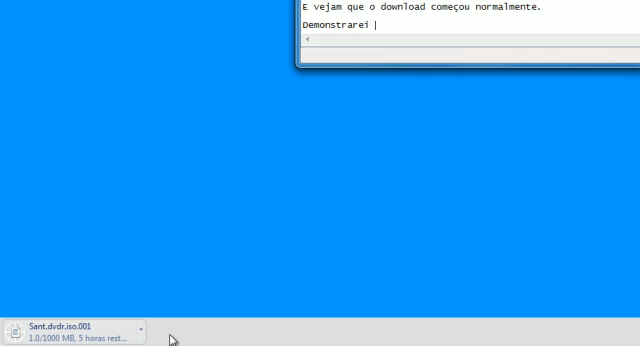 E vejam que o download começou normalmente.
Demonstrarei
Sant.dvdr.iso.001
1.0/1000 MB, 5 horas rest...